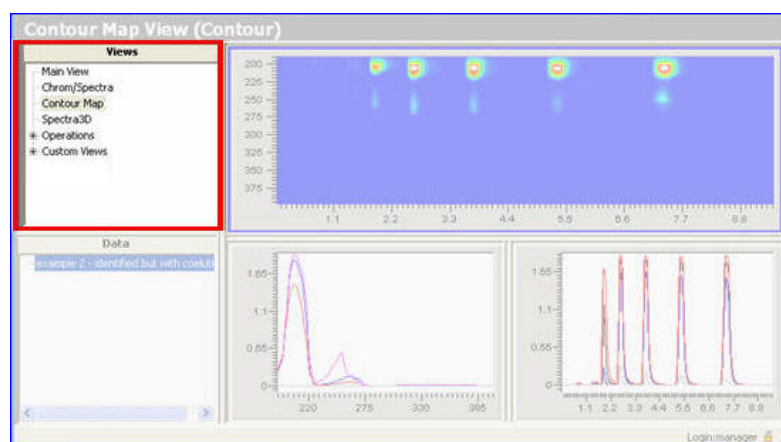 Contour Map View (Contour)
Views
Main View
Chrom/Spectra
Contour Map
Spectra3D
Operations
Custom Views
200
225
250
275
300
325
350
375
1.1 2.2 3.3 4.4 5.5 6.6 7.7 8.8
Data
example 2 - identified but with coelut
1.65
1.1
0.55
0
220 275 330 385
1.65
1.1
0.55
0
1.1 2.2 3.3 4.4 5.5 6.6 7.7 8.8
Login:manager